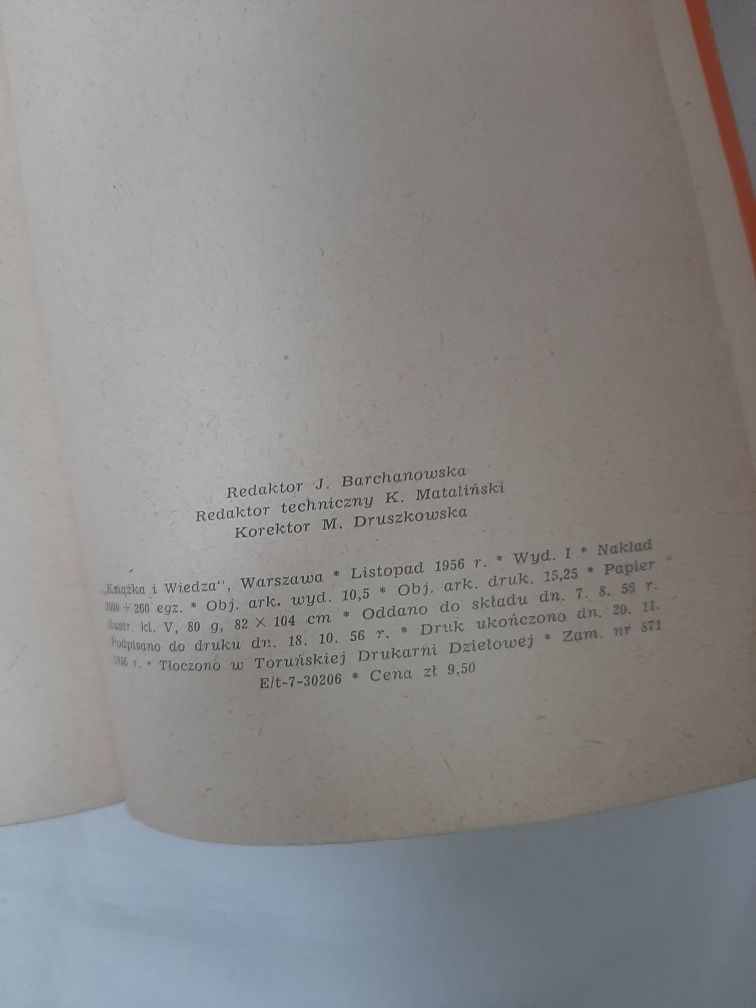 Redaktor J. Barchanowska
Redaktor techniczny K. Mataliński
Korektor M. Druszkowska
„Książka i Wiedza", Warszawa * Listopad 1956 r. * Wyd. I * Nakład
+ 260 egz. * Obj. ark. wyd. 10,5 * Obj. ark. druk. 15,25 * Papier
ilustr. kl. V, 80 g, 82 × 104 cm * Oddano do składu dn. 7. 8. 56 r.
Podpisano do druku dn. 18. 10. 56 r. * Druk ukończono dn. 20. 11.
1956 r. * Tłoczono w Toruńskiej Drukarni Dziełowej * Zam. nr 871
E/t-7-30206 * Cena zł 9,50